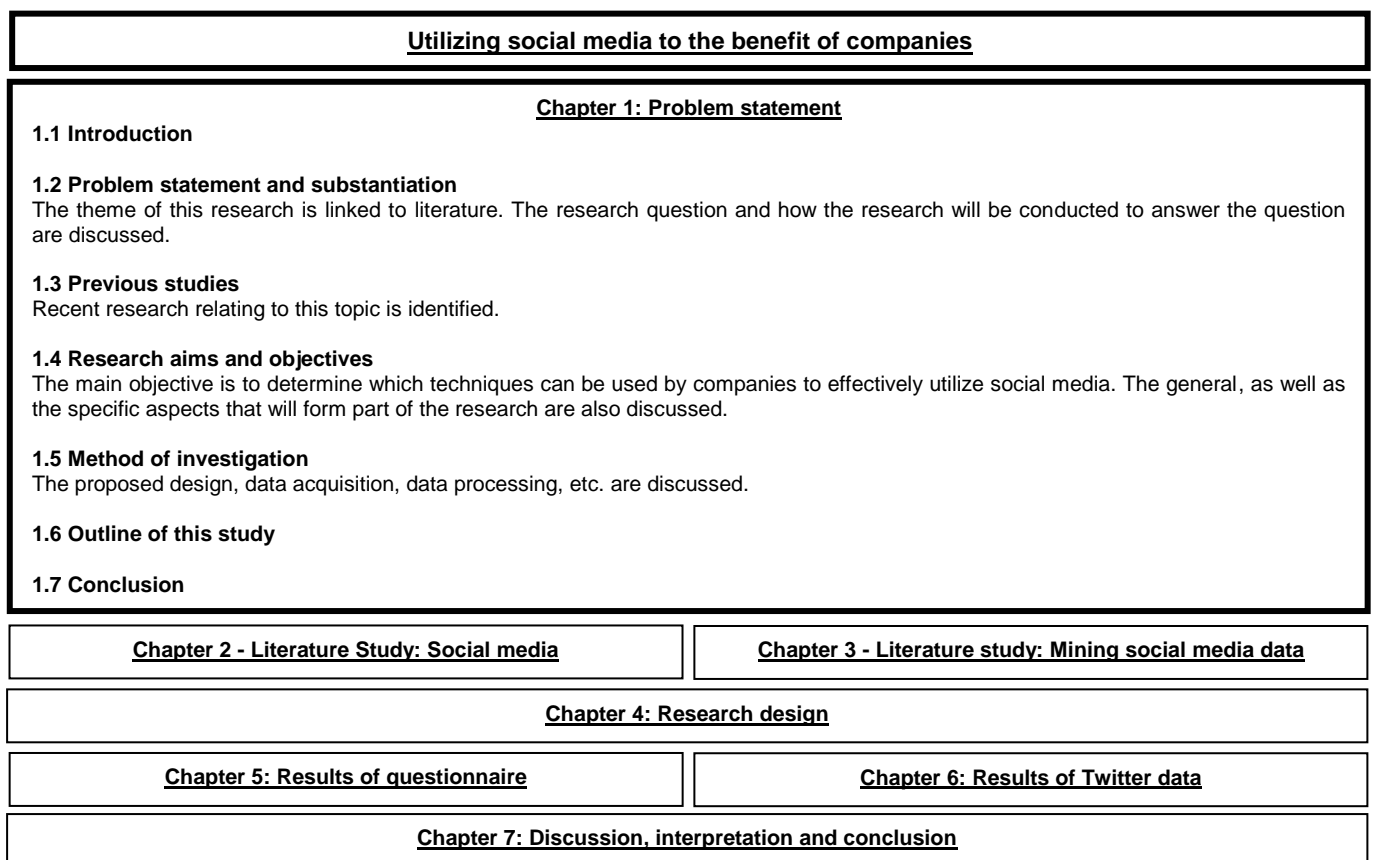 Utilizing social media to the benefit of companies
Chapter 1: Problem statement
1.1 Introduction
1.2 Problem statement and substantiation
The theme of this research is linked to literature. The research question and how the research will be conducted to answer the question
are discussed.
1.3 Previous studies
Recent research relating to this topic is identified.
1.4 Research aims and objectives
The main objective is to determine which techniques can be used by companies to effectively utilize social media. The general, as well as
the specific aspects that will form part of the research are also discussed.
1.5 Method of investigation
The proposed design, data acquisition, data processing, etc. are discussed.
1.6 Outline of this study
1.7 Conclusion
Chapter 2 - Literature Study: Social media
Chapter 3 - Literature study: Mining social media data
Chapter 4: Research design
Chapter 5: Results of questionnaire
Chapter 6: Results of Twitter data
Chapter 7: Discussion, interpretation and conclusion